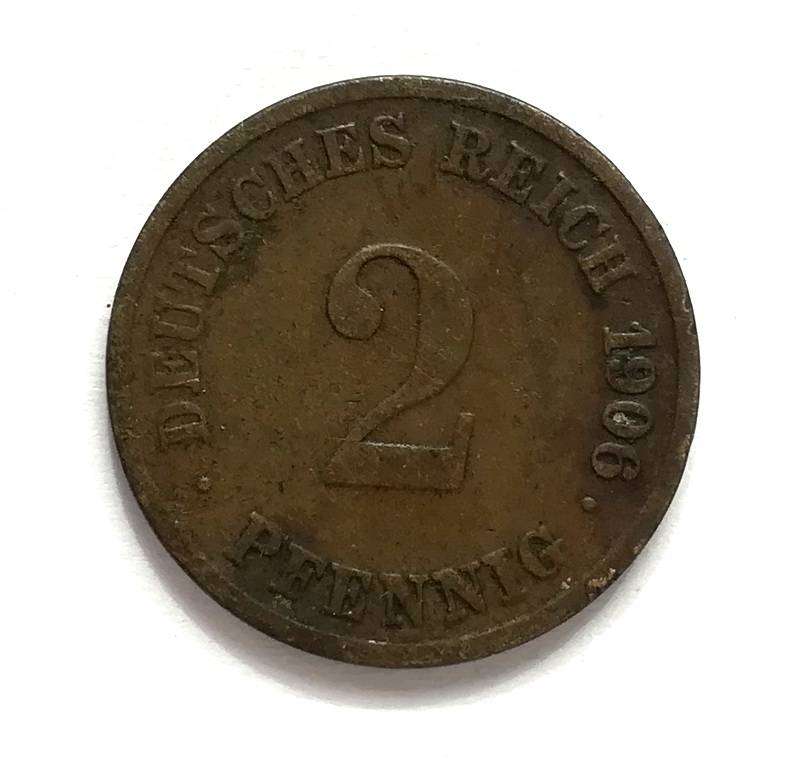 DEUTSCHES REICH 1906
2
PFENNIG